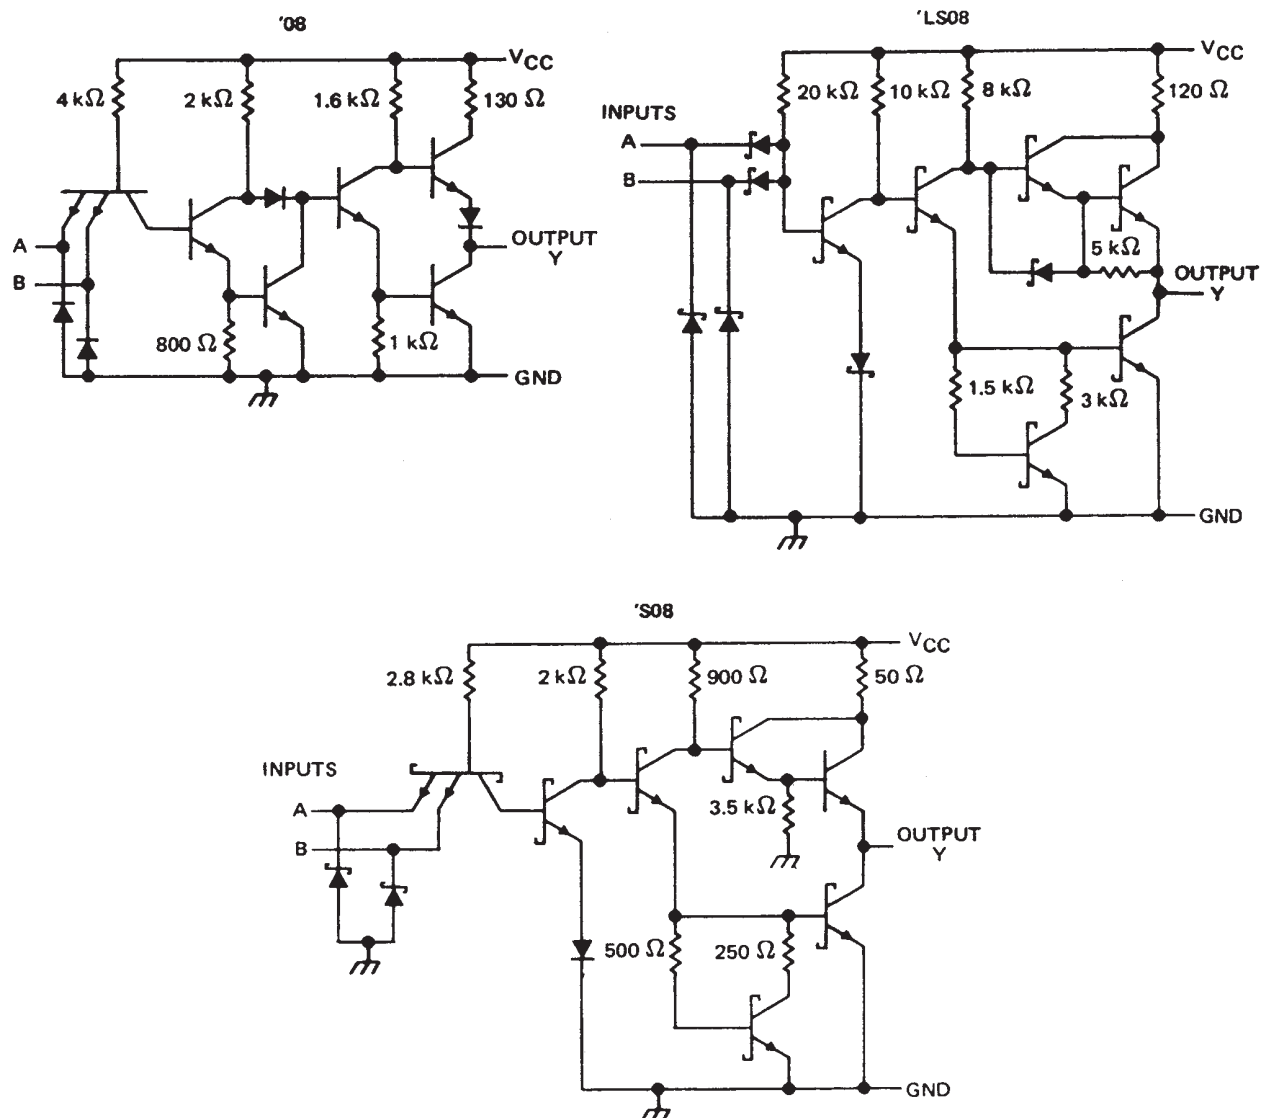 '08
VCC
4 kΩ
2 kΩ
1.6 kΩ
130 Ω
A
B
OUTPUT
Y
800 Ω
1 kΩ
GND
'LS08
VCC
20 kΩ
10 kΩ
8 kΩ
120 Ω
INPUTS
A
B
5 kΩ
OUTPUT
Y
1.5 kΩ
3 kΩ
GND
'S08
VCC
2.8 kΩ
2 kΩ
900 Ω
50 Ω
INPUTS
A
B
3.5 kΩ
OUTPUT
Y
500 Ω
250 Ω
GND